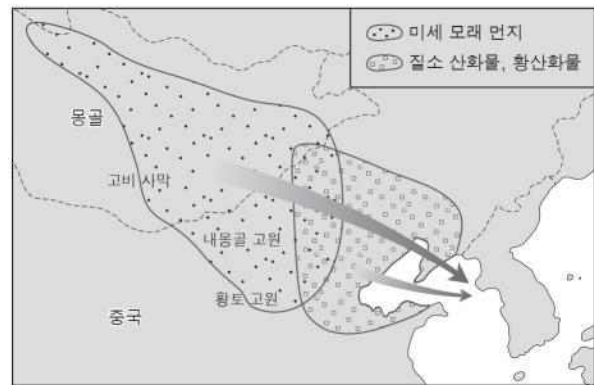 미세 모래 먼지
질소 산화물, 황산화물
몽골
고비 사막
내몽골 고원
황토 고원
중국